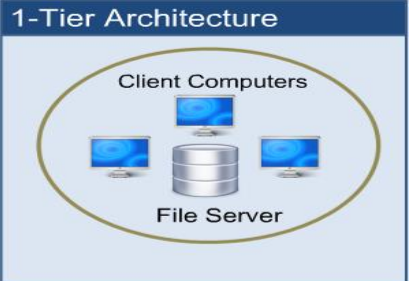 1-Tier Architecture
Client Computers
File Server